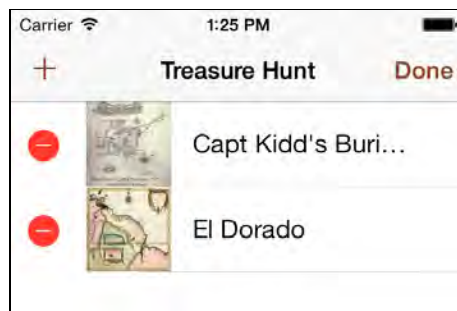 Carrier 1:25 PM
+ Treasure Hunt Done
Capt Kidd's Buri...
El Dorado